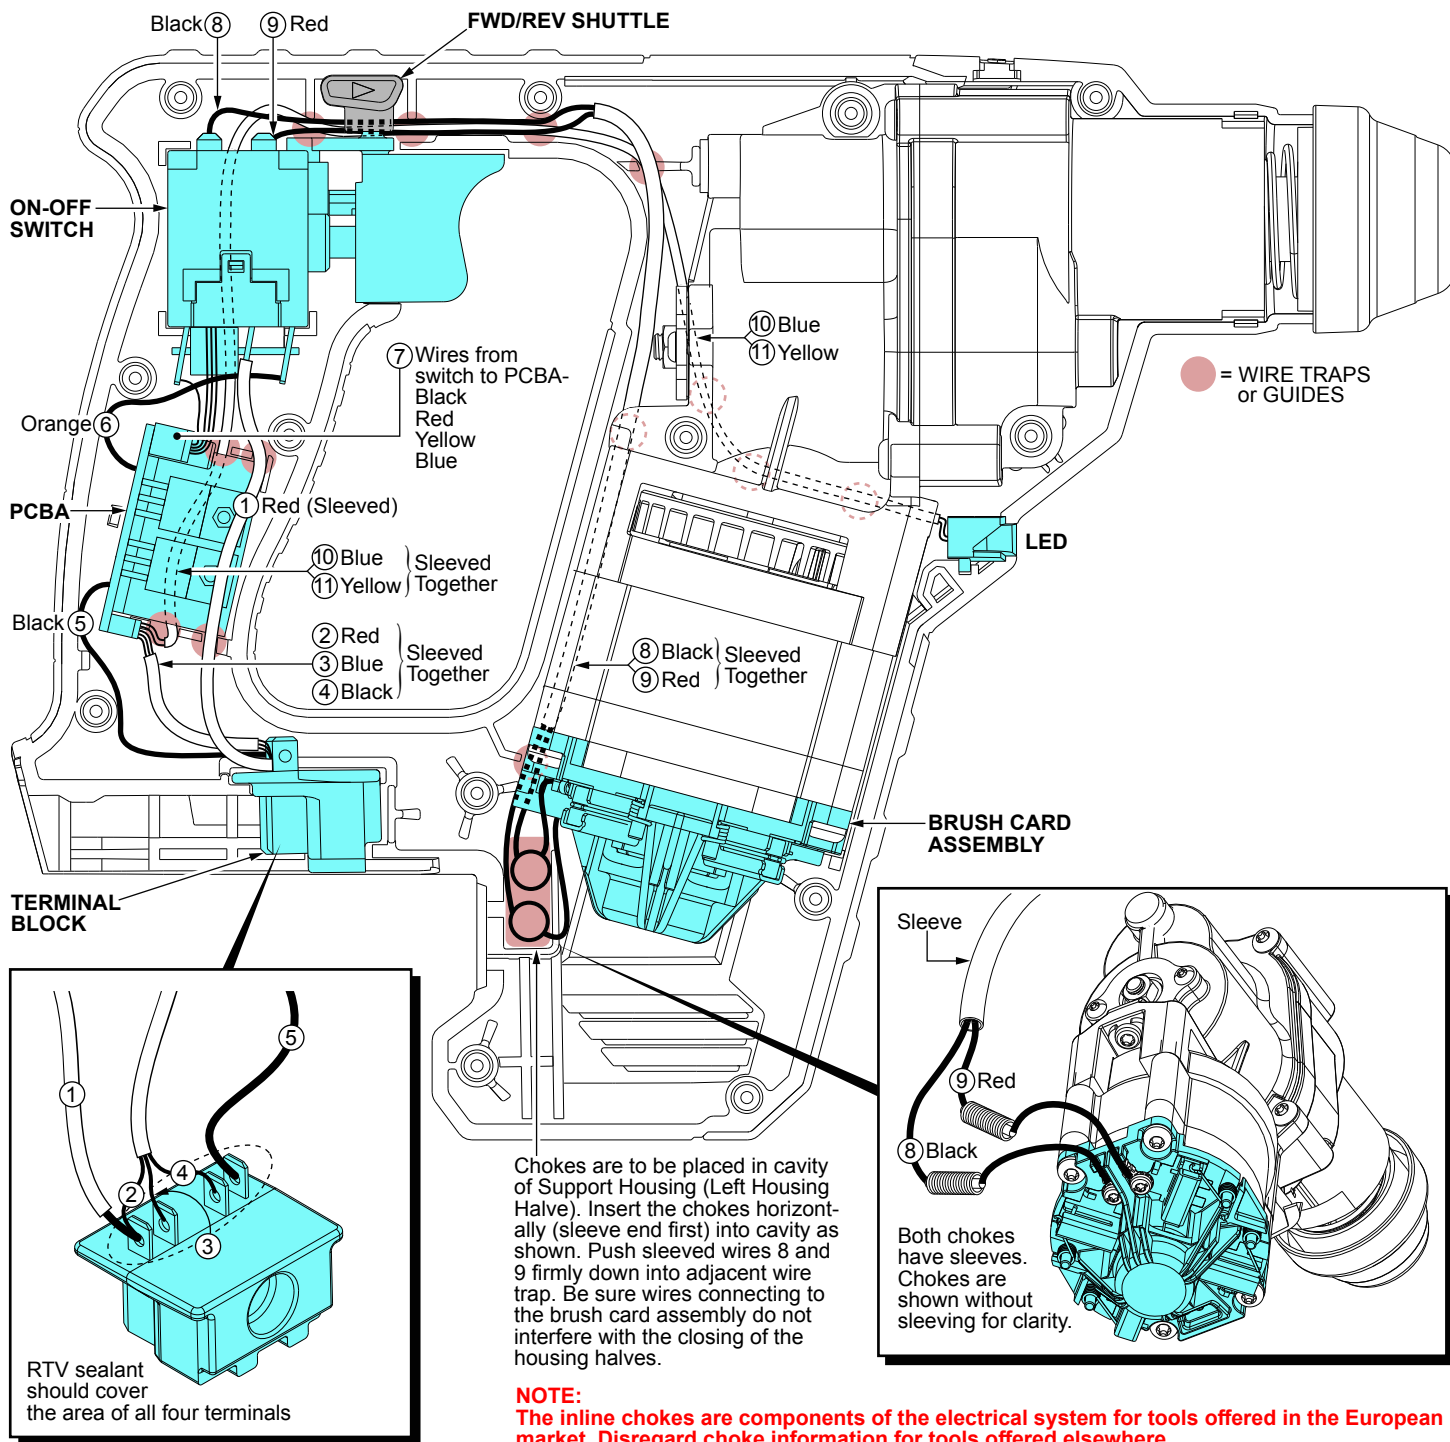 Black 8
9 Red
FWD/REV SHUTTLE
ON-OFF
SWITCH
10 Blue
11 Yellow
= WIRE TRAPS
or GUIDES
7 Wires from
switch to PCBA-
Black
Red
Yellow
Blue
Orange 6
PCBA
1 Red (Sleeved)
LED
10 Blue
11 Yellow
Sleeved
Together
Black 5
2 Red
3 Blue
4 Black
Sleeved
Together
8 Black
9 Red
Sleeved
Together
BRUSH CARD
ASSEMBLY
TERMINAL
BLOCK
Sleeve
9 Red
8 Black
Both chokes
have sleeves.
Chokes are
shown without
sleeving for clarity.
5
1
4
2
3
RTV sealant
should cover
the area of all four terminals
Chokes are to be placed in cavity
of Support Housing (Left Housing
Halve). Insert the chokes horizont-
ally (sleeve end first) into cavity as
shown. Push sleeved wires 8 and
9 firmly down into adjacent wire
trap. Be sure wires connecting to
the brush card assembly do not
interfere with the closing of the
housing halves.
NOTE:
The inline chokes are components of the electrical system for tools offered in the European
market. Disregard choke information for tools offered elsewhere.